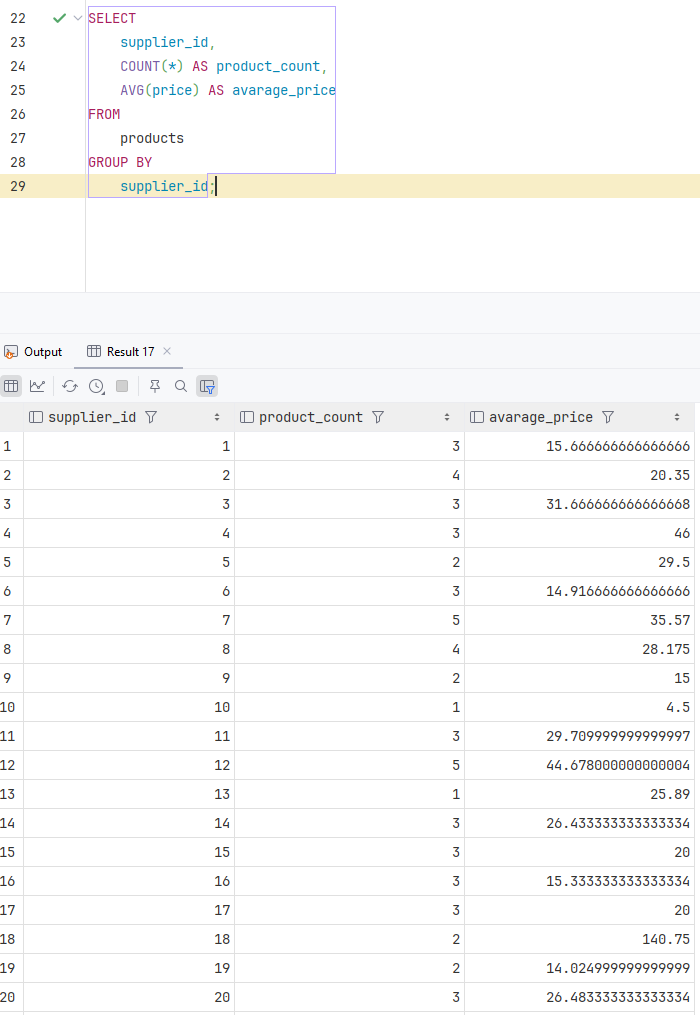 22 SELECT
23 supplier_id,
24 COUNT(*) AS product_count,
25 AVG(price) AS avarage_price
26 FROM
27 products
28 GROUP BY
29 supplier_id;
Output Result 17
supplier_id product_count avarage_price
1 1 3 15.666666666666666
2 2 4 20.35
3 3 3 31.666666666666668
4 4 3 46
5 5 2 29.5
6 6 3 14.916666666666666
7 7 5 35.57
8 8 4 28.175
9 9 2 15
10 10 1 4.5
11 11 3 29.709999999999997
12 12 5 44.678000000000004
13 13 1 25.89
14 14 3 26.433333333333334
15 15 3 20
16 16 3 15.333333333333334
17 17 3 20
18 18 2 140.75
19 19 2 14.024999999999999
20 20 3 26.483333333333334